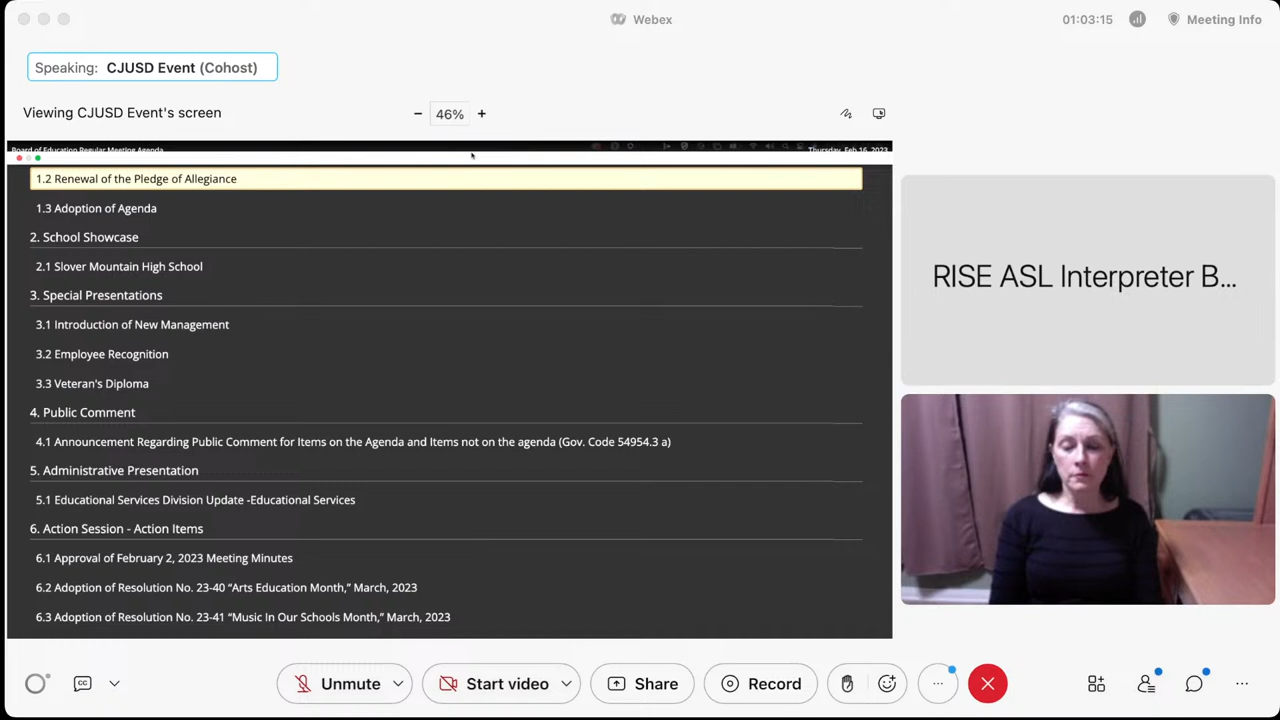 Webex
01:03:15
Meeting Info
Speaking: CJUSD Event (Cohost)
Viewing CJUSD Event's screen
46%
Board of Education Regular Meeting Agenda
Thursday, Feb 16, 2023
1.2 Renewal of the Pledge of Allegiance
1.3 Adoption of Agenda
2. School Showcase
2.1 Slover Mountain High School
3. Special Presentations
3.1 Introduction of New Management
3.2 Employee Recognition
3.3 Veteran's Diploma
4. Public Comment
4.1 Announcement Regarding Public Comment for Items on the Agenda and Items not on the agenda (Gov. Code 54954.3 a)
5. Administrative Presentation
5.1 Educational Services Division Update -Educational Services
6. Action Session - Action Items
6.1 Approval of February 2, 2023 Meeting Minutes
6.2 Adoption of Resolution No. 23-40 “Arts Education Month,” March, 2023
6.3 Adoption of Resolution No. 23-41 “Music In Our Schools Month,” March, 2023
RISE ASL Interpreter B...
CC
Unmute
Start video
Share
Record